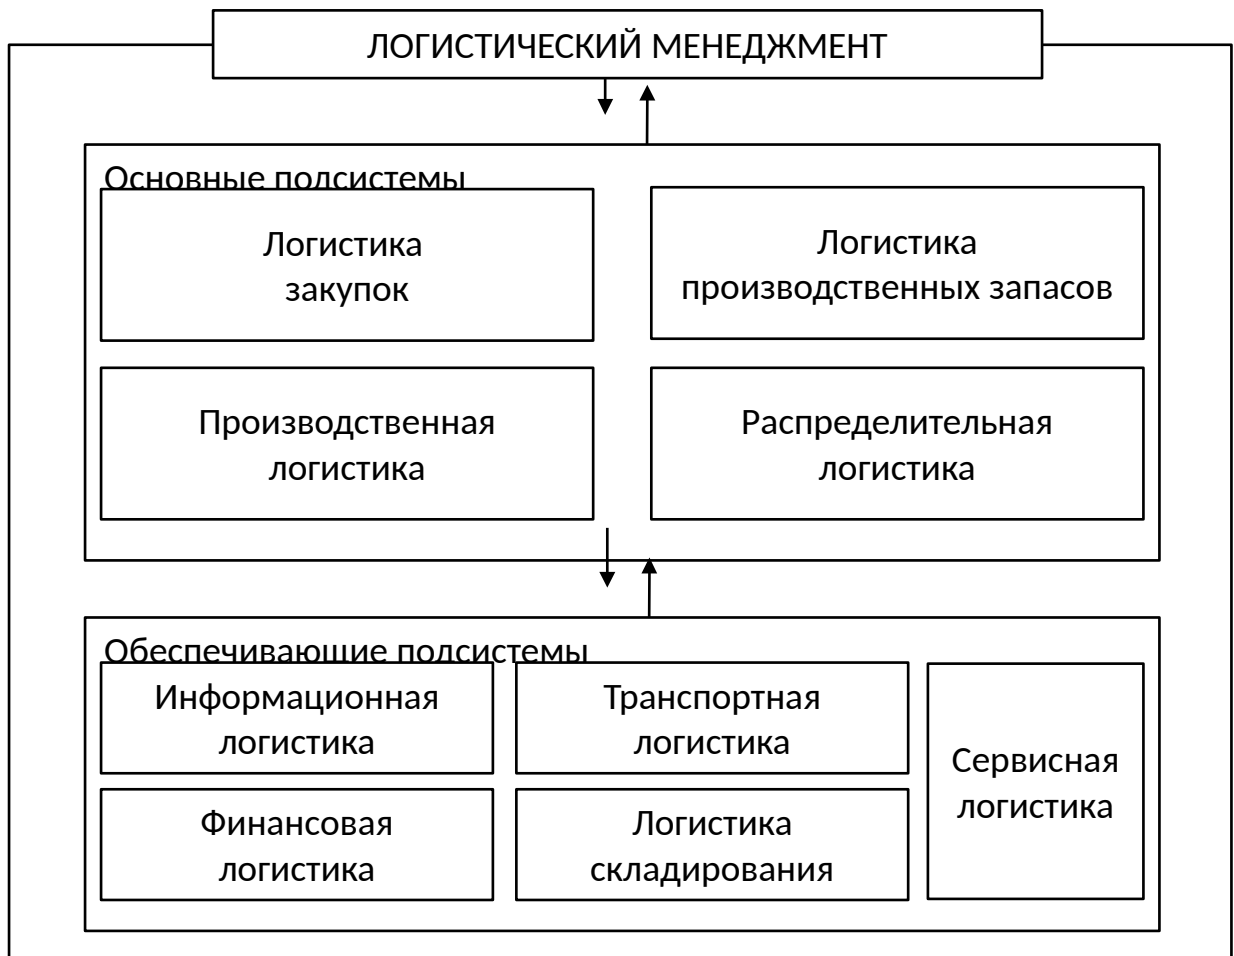 ЛОГИСТИЧЕСКИЙ МЕНЕДЖМЕНТ
Основные подсистемы
Логистика
закупок
Логистика
производственных запасов
Производственная
логистика
Распределительная
логистика
Обеспечивающие подсистемы
Информационная
логистика
Транспортная
логистика
Сервисная
логистика
Финансовая
логистика
Логистика
складирования